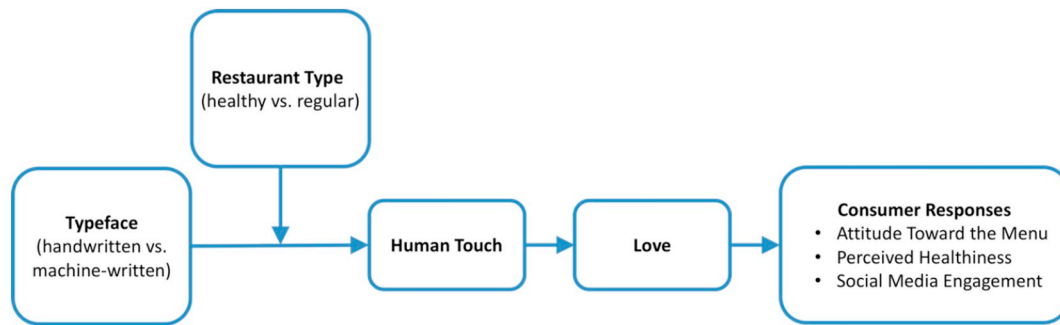 Restaurant Type
(healthy vs. regular)
Typeface
(handwritten vs.
machine-written)
Human Touch
Love
Consumer Responses
• Attitude Toward the Menu
• Perceived Healthiness
• Social Media Engagement